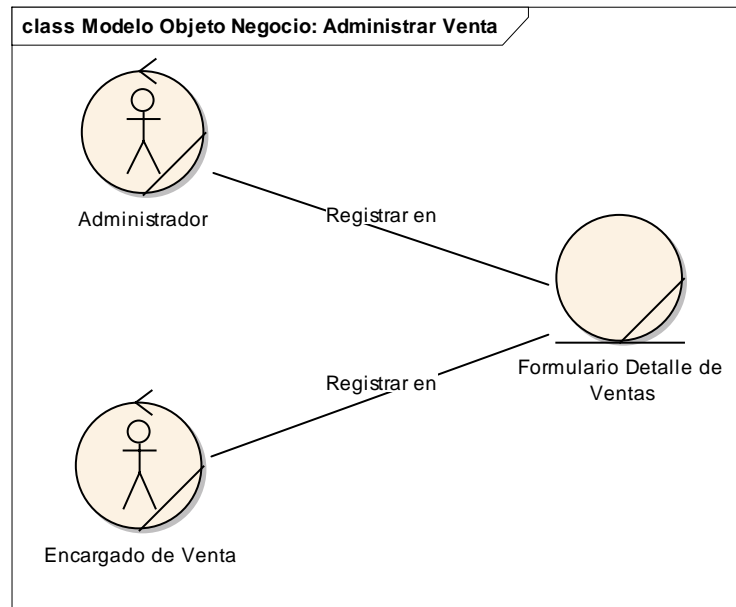 class Modelo Objeto Negocio: Administrar Venta
Administrador
Registrar en
Formulario Detalle de
Ventas
Registrar en
Encargado de Venta